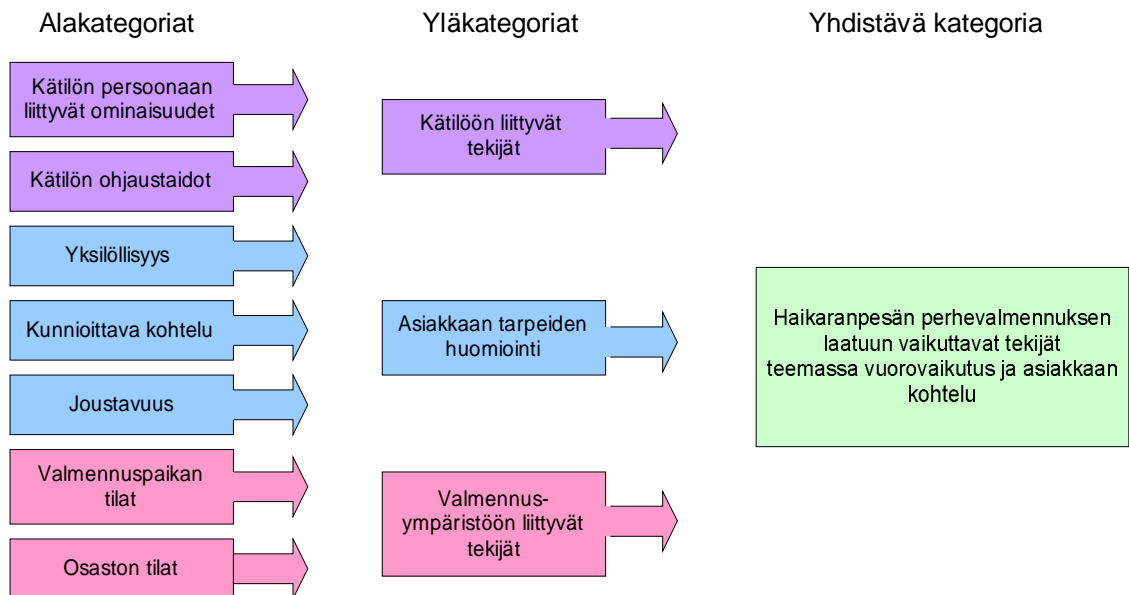 Alakategoriat
Yläkategoriat
Yhdistävä kategoria
Kätilön persoonaan
liittyvät ominaisuudet
Kätilön ohjaustaidot
Yksilöllisyys
Kunnioittava kohtelu
Joustavuus
Valmennuspaikan
tilat
Osaston tilat
Kätilöön liittyvät
tekijät
Asiakkaan tarpeiden
huomiointi
Valmennus-
ympäristöön liittyvät
tekijät
Haikaranpesän perhevalmennuksen
laatuun vaikuttavat tekijät
teemassa vuorovaikutus ja asiakkaan
kohtelu